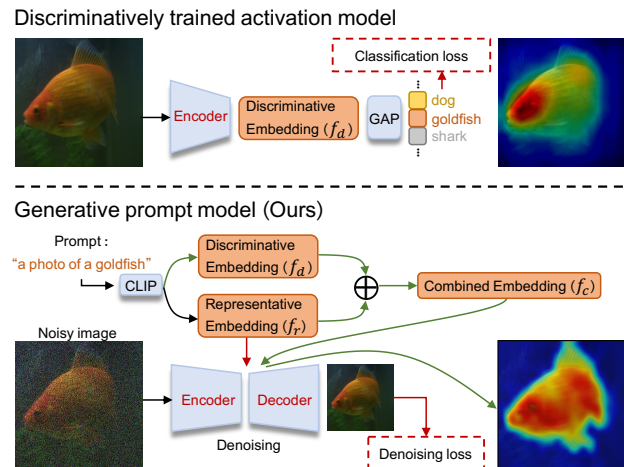 Discriminatively trained activation model
Classification loss
Encoder
Discriminative
Embedding (f_d)
GAP
dog
goldfish
shark
Generative prompt model (Ours)
Prompt :
“a photo of a goldfish”
CLIP
Discriminative
Embedding (f_d)
Representative
Embedding (f_r)
Combined Embedding (f_c)
Noisy image
Encoder
Decoder
Denoising
Denoising loss